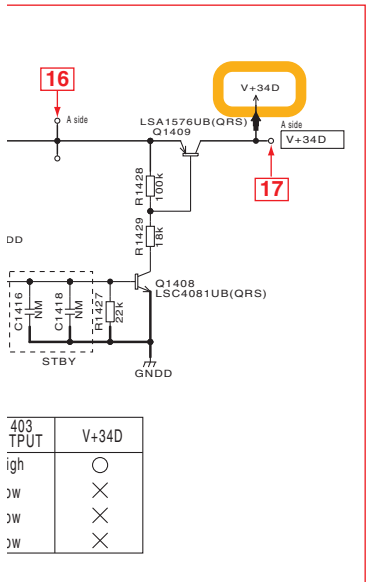 16
A side
V+34D
LSA1576UB(QRS)
Q1409
A side
V+34D
17
R1428
100k
R1429
18k
DD
Q1408
LSC4081UB(QRS)
C1416
NM
C1418
NM
R1427
22k
STBY
GNDD
403
TPUT
V+34D
igh
ow
ow
ow